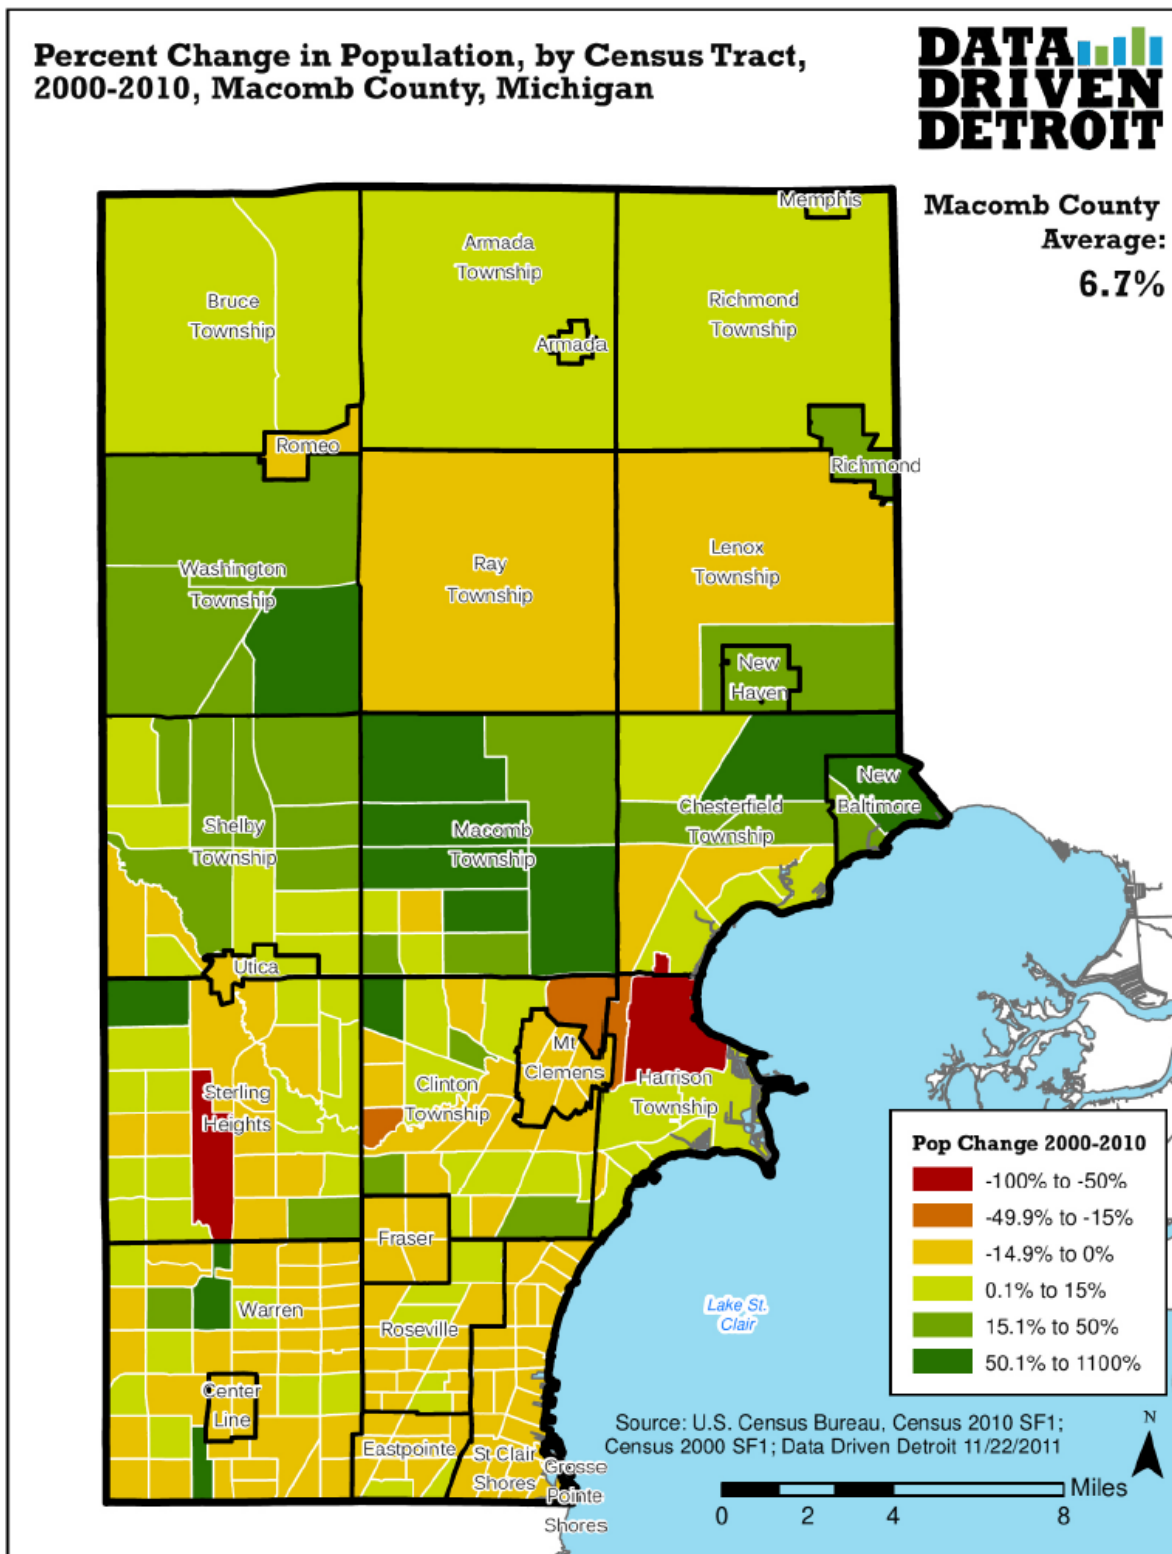 Percent Change in Population, by Census Tract,
2000-2010, Macomb County, Michigan
DATA
DRIVEN
DETROIT
Macomb County
Average:
6.7%
Memphis
Armada
Township
Bruce
Township
Richmond
Township
Armada
Romeo
Richmond
Washington
Township
Ray
Township
Lenox
Township
New
Haven
Shelby
Township
Macomb
Township
Chesterfield
Township
New
Baltimore
Utica
Sterling
Heights
Clinton
Township
Mt
Clemens
Harrison
Township
Fraser
Warren
Roseville
Center
Line
Eastpointe
St Clair
Shores
Grosse
Pointe
Shores
Lake St.
Clair
Pop Change 2000-2010
-100% to -50%
-49.9% to -15%
-14.9% to 0%
0.1% to 15%
15.1% to 50%
50.1% to 1100%
Source: U.S. Census Bureau, Census 2010 SF1;
Census 2000 SF1; Data Driven Detroit 11/22/2011
N
Miles
0 2 4 8